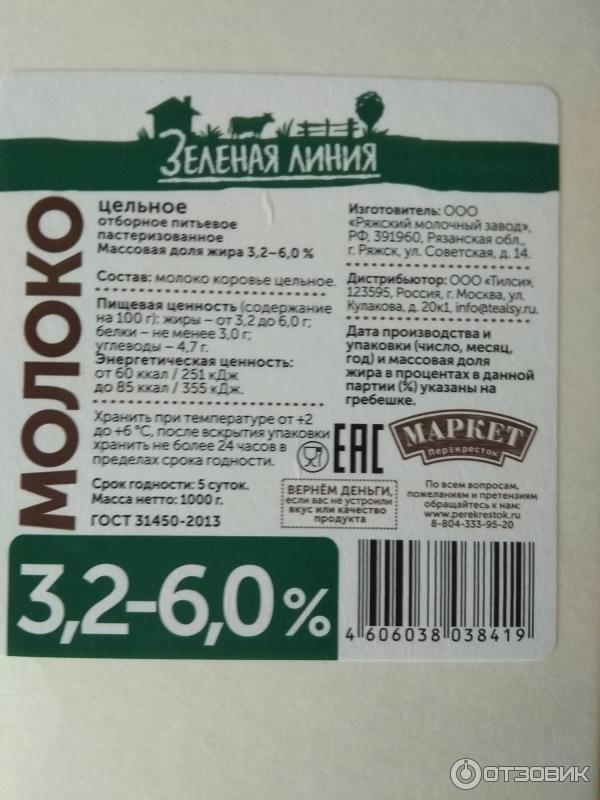 ЗЕЛЕНАЯ ЛИНИЯ
МОЛОКО
цельное
отборное питьевое
пастеризованное
Массовая доля жира 3,2–6,0 %
Состав: молоко коровье цельное.
Пищевая ценность (содержание
на 100 г): жиры – от 3,2 до 6,0 г;
белки – не менее 3,0 г;
углеводы – 4,7 г.
Энергетическая ценность:
от 60 ккал / 251 кДж
до 85 ккал / 355 кДж.
Хранить при температуре от +2
до +6 °С, после вскрытия упаковки
хранить не более 24 часов в
пределах срока годности.
Срок годности: 5 суток.
Масса нетто: 1000 г.
ГОСТ 31450-2013
3,2-6,0 %
Изготовитель: ООО
«Ряжский молочный завод»,
РФ, 391960, Рязанская обл.,
г. Ряжск, ул. Советская, д. 14.
Дистрибьютор: ООО «Тилси»,
123595, Россия, г. Москва, ул.
Кулакова, д. 20к1, info@tealsy.ru.
Дата производства и
упаковки (число, месяц,
год) и массовая доля
жира в процентах в данной
партии (%) указаны на
гребешке.
EAC
МАРКЕТ
Перекресток
ВЕРНЁМ ДЕНЬГИ,
если вас не устроили
вкус или качество
продукта
По всем вопросам,
пожеланиям и претензиям
обращайтесь к нам:
www.perekrestok.ru
8-804-333-95-20
4 606038 038419
ОТЗОВИК